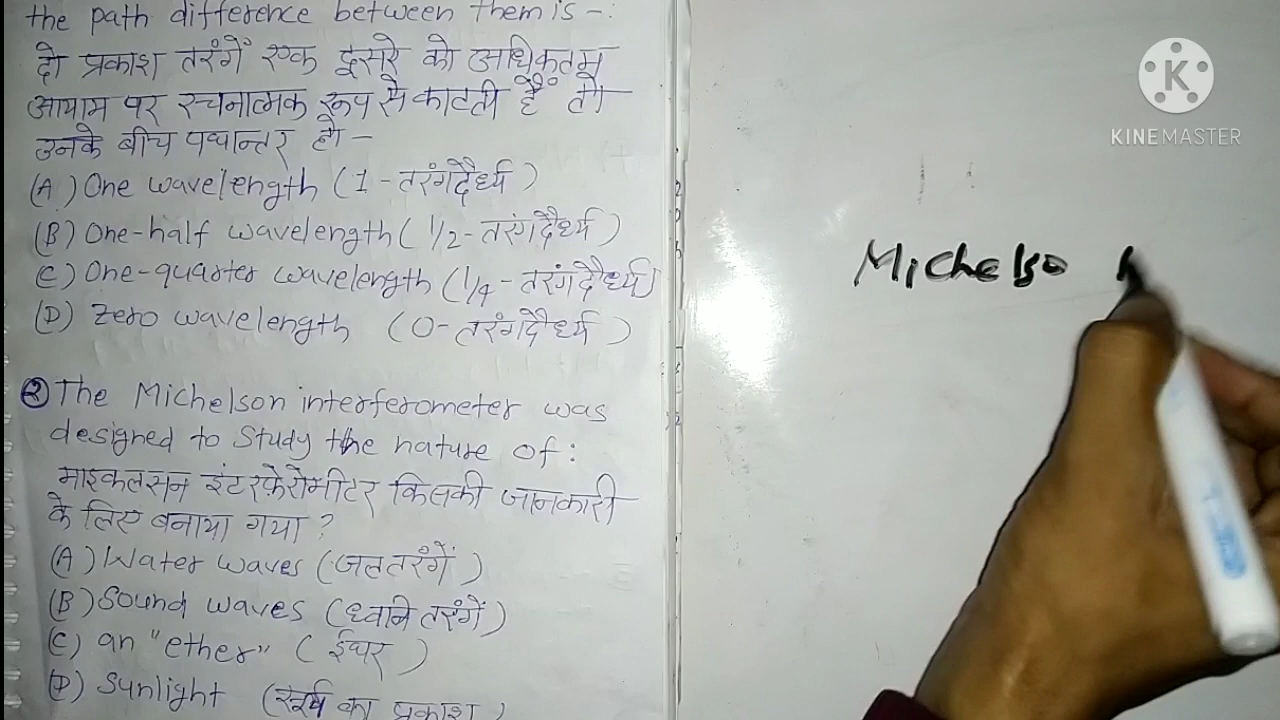 the path difference between them is -:
दो प्रकाश तरंगें एक दूसरे को अधिकतम
आयाम पर रचनात्मक रूप से काटती हैं तो
उनके बीच पथान्तर हो -
(A.) One wavelength (1 - तरंगदैर्ध्य )
(B) One-half wavelength ( 1/2 - तरंगदैर्ध्य )
(C) One-quarter wavelength (1/4 - तरंगदैर्ध्य)
(D) Zero wavelength (0 - तरंगदैर्ध्य )
② The Michelson interferometer was
designed to Study the nature of :
माइकलसन इंटरफ़ेरोमीटर किसकी जानकारी
के लिए बनाया गया ?
(A) Water waves (जल तरंगें )
(B) Sound waves (ध्वनि तरंगें)
(C) an "ether" ( ईथर )
(D) Sunlight (सूर्य का प्रकाश )
Michelso
K
KINEMASTER